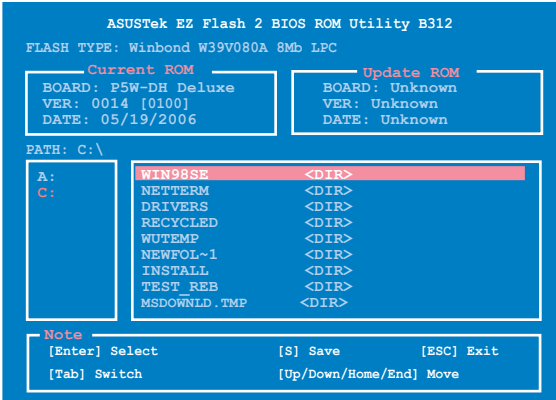 ASUSTek EZ Flash 2 BIOS ROM Utility B312
FLASH TYPE: Winbond W39V080A 8Mb LPC
Current ROM
BOARD: P5W-DH Deluxe
VER: 0014 [0100]
DATE: 05/19/2006
Update ROM
BOARD: Unknown
VER: Unknown
DATE: Unknown
PATH: C:\
A:
C:
WIN98SE <DIR>
NETTERM <DIR>
DRIVERS <DIR>
RECYCLED <DIR>
WUTEMP <DIR>
NEWFOL~1 <DIR>
INSTALL <DIR>
TEST_REB <DIR>
MSDOWNLD.TMP <DIR>
Note
[Enter] Select [S] Save [ESC] Exit
[Tab] Switch [Up/Down/Home/End] Move